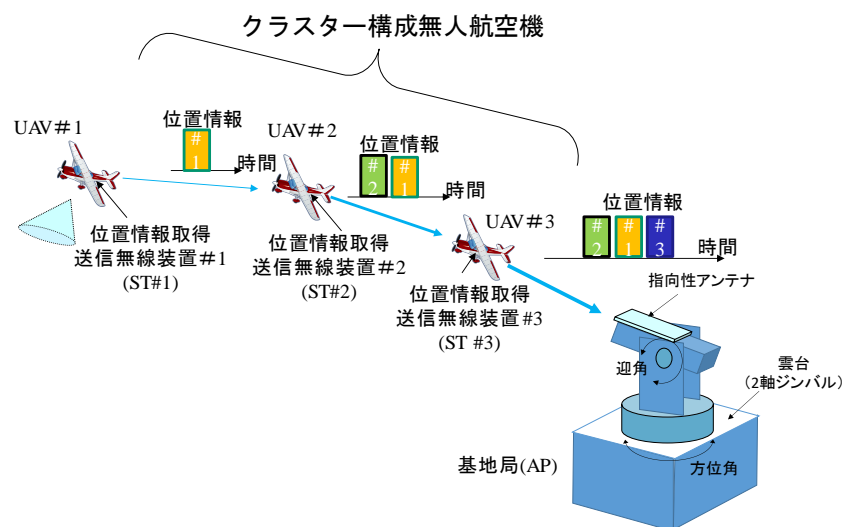 クラスター構成無人航空機
UAV#1
位置情報
#1
時間
UAV#2
位置情報
#2
#1
時間
UAV#3
位置情報
#2
#1
#3
時間
位置情報取得
送信無線装置#1
(ST#1)
位置情報取得
送信無線装置#2
(ST#2)
位置情報取得
送信無線装置#3
(ST #3)
指向性アンテナ
迎角
雲台
(2軸ジンバル)
基地局(AP)
方位角